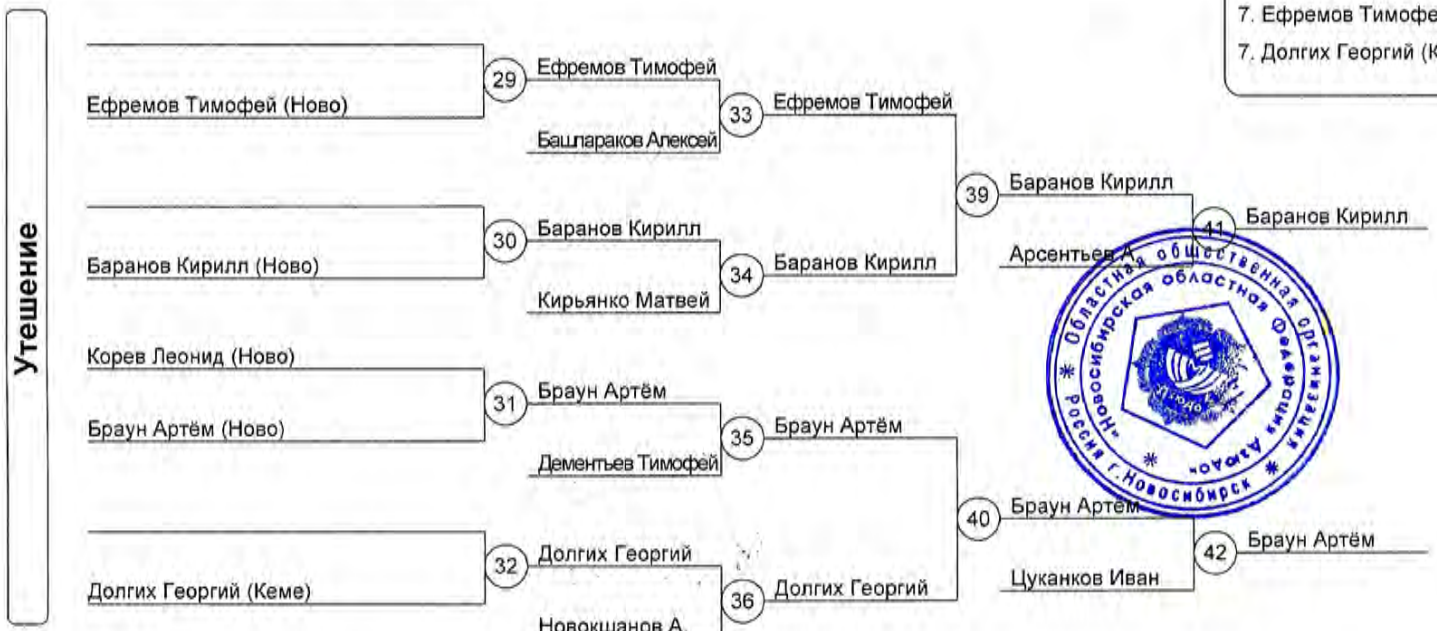 7. Ефремов Тимофе
7. Долгих Георгий (К
Утешение
Ефремов Тимофей (Ново)
29
Ефремов Тимофей
Башпараков Алексей
33
Ефремов Тимофей
Баранов Кирилл (Ново)
30
Баранов Кирилл
Кирьянко Матвей
34
Баранов Кирилл
39
Баранов Кирилл
Арсентьев А.
41
Баранов Кирилл
Корев Леонид (Ново)
Браун Артём (Ново)
31
Браун Артём
Дементьев Тимофей
35
Браун Артём
Долгих Георгий (Кеме)
32
Долгих Георгий
Новокшанов А.
36
Долгих Георгий
40
Браун Артём
Цуканков Иван
42
Браун Артём
Областная общественная организация
* Россия г.Новосибирск *
"Новосибирская областная Федерация Дзюдо"